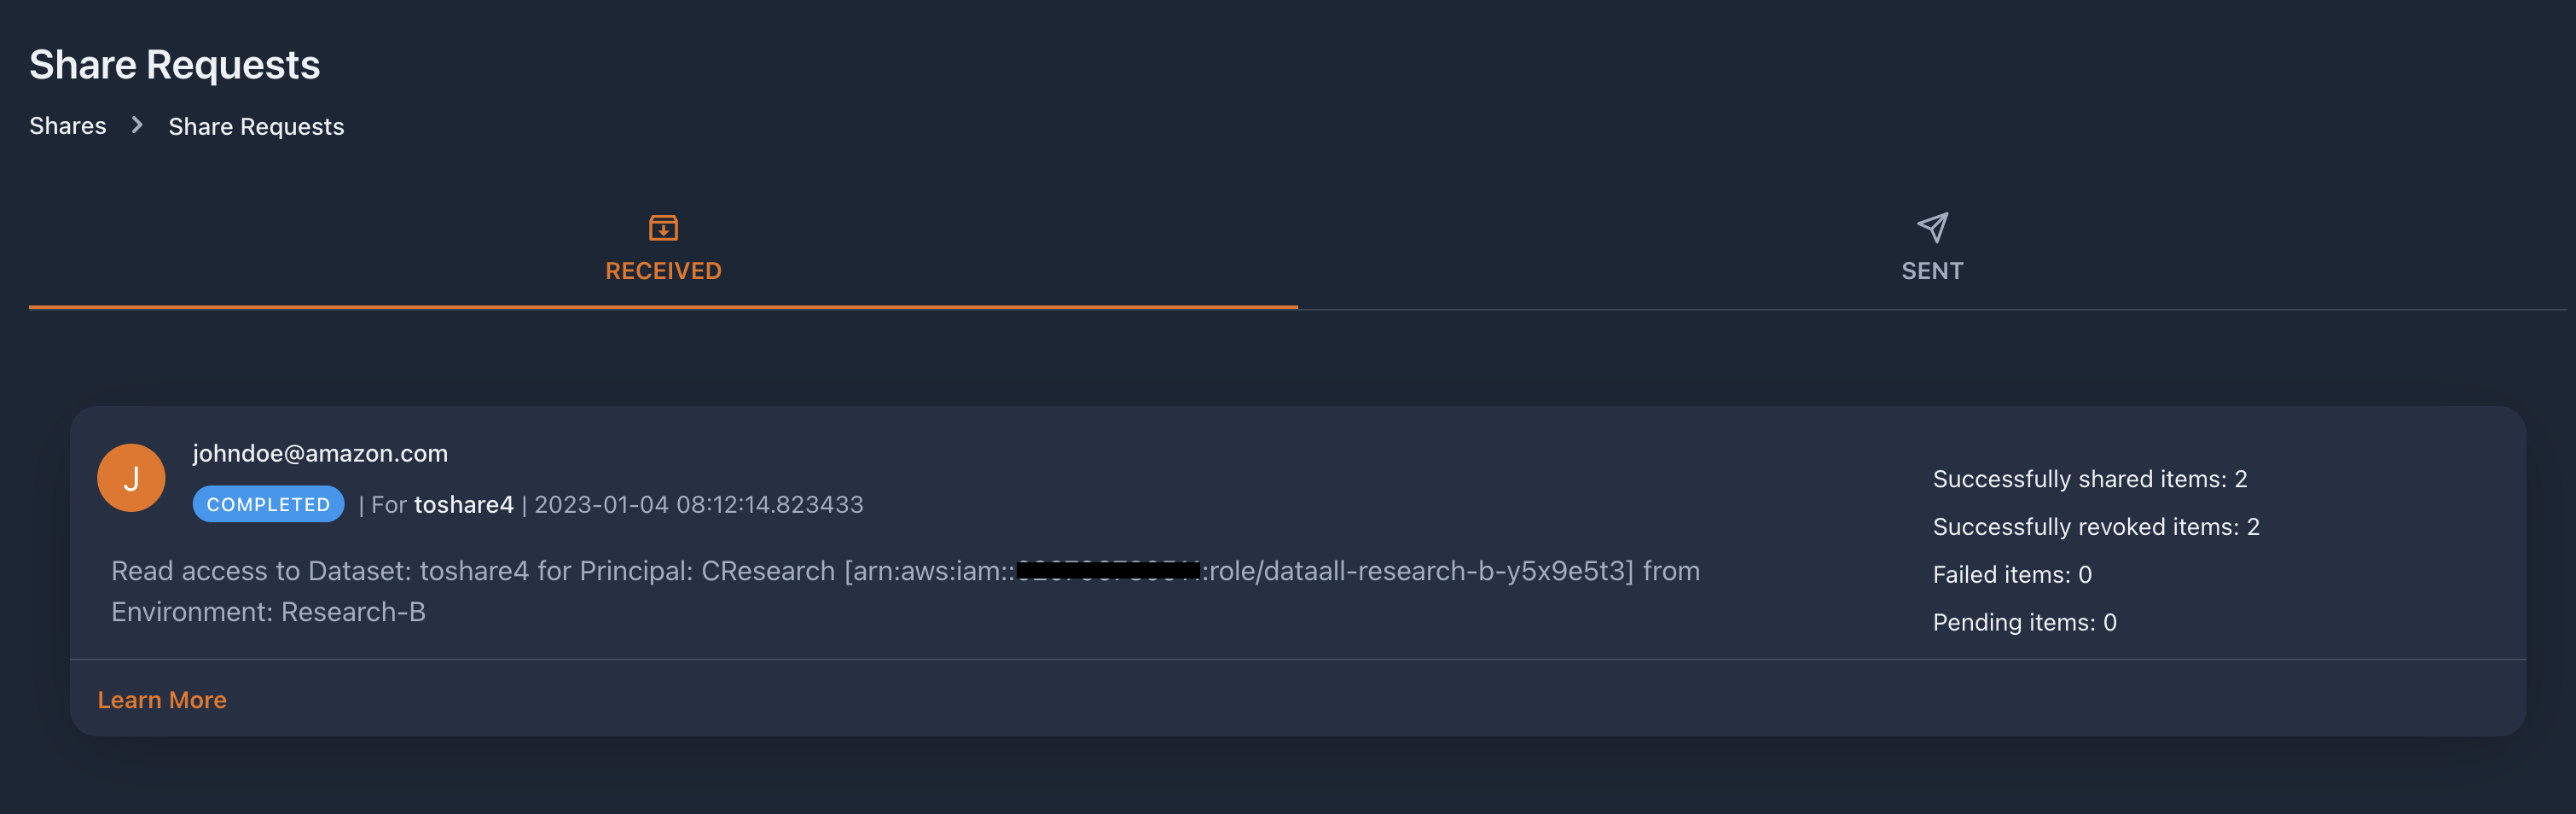 Share Requests
Shares > Share Requests
RECEIVED
SENT
J
johndoe@amazon.com
COMPLETED | For toshare4 | 2023-01-04 08:12:14.823433
Read access to Dataset: toshare4 for Principal: CResearch [arn:aws:iam:: :role/dataall-research-b-y5x9e5t3] from
Environment: Research-B
Successfully shared items: 2
Successfully revoked items: 2
Failed items: 0
Pending items: 0
Learn More